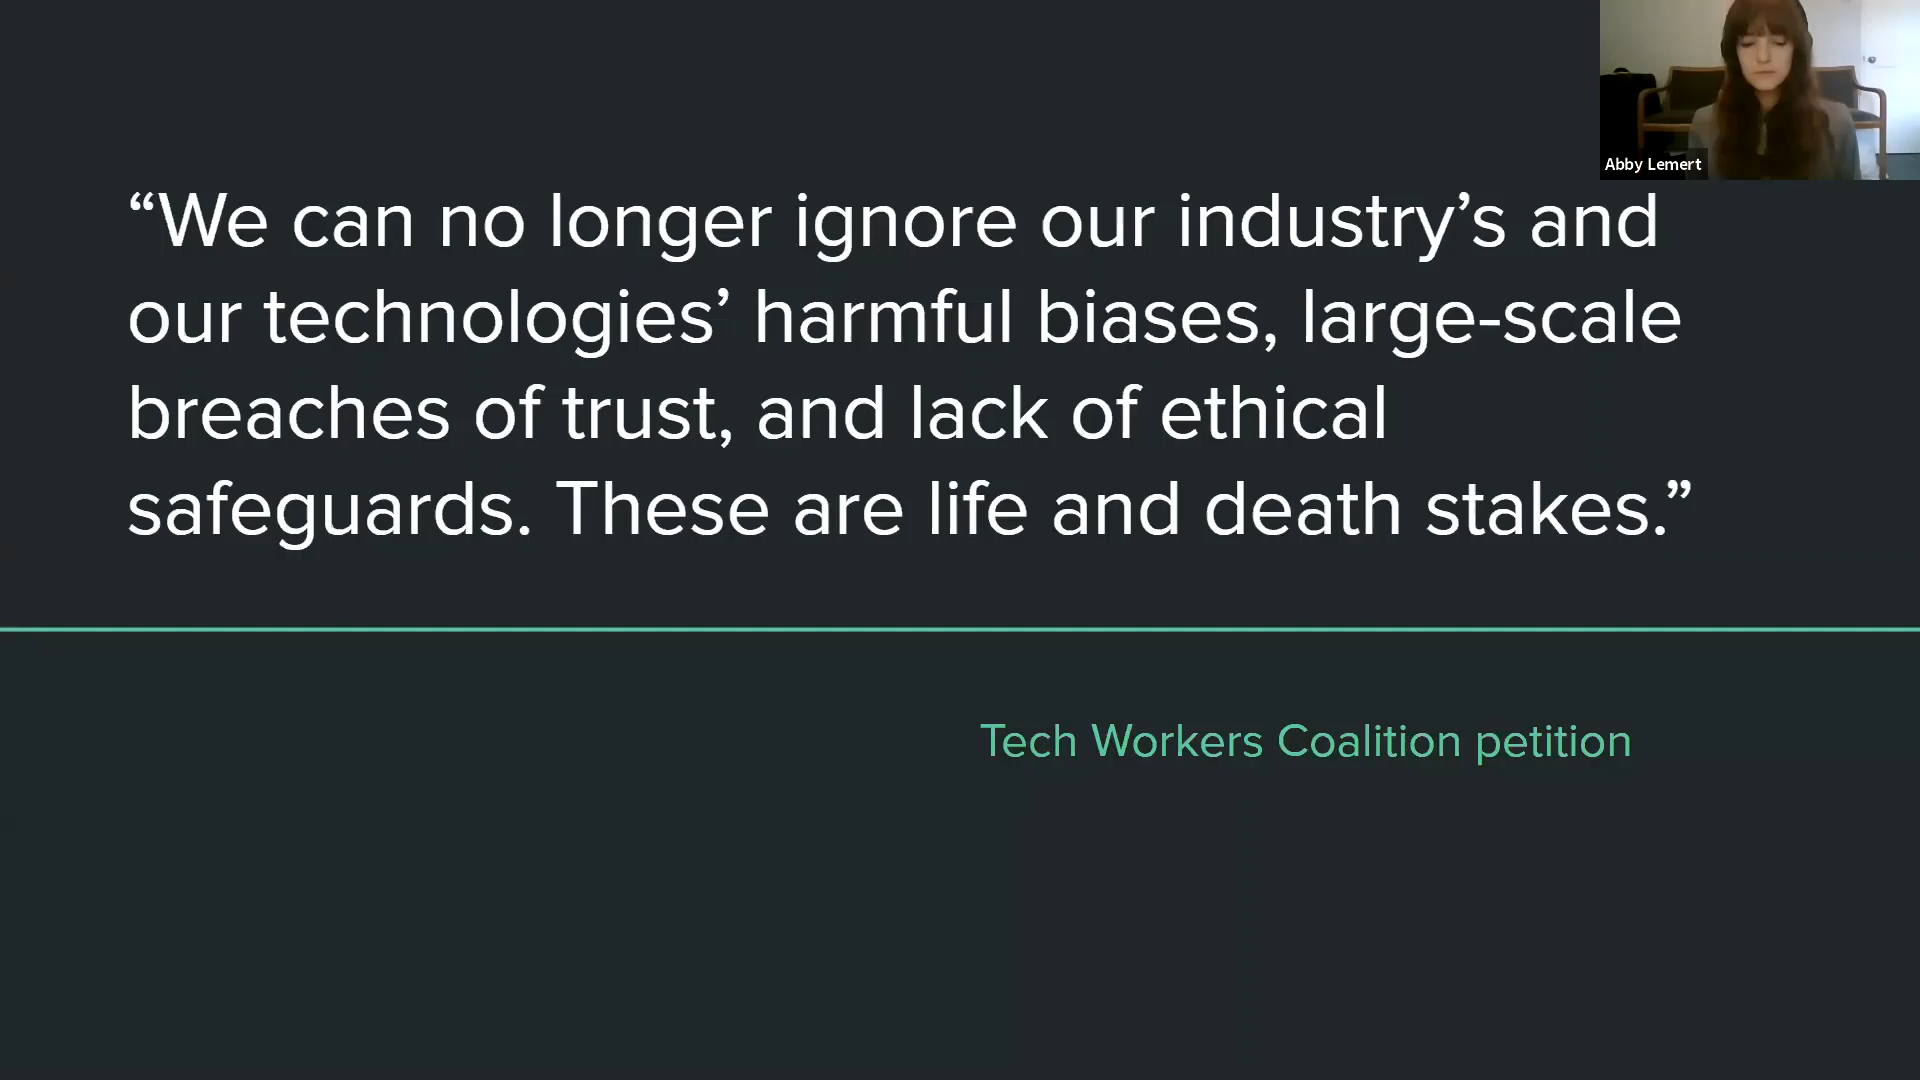 Abby Lemert
“We can no longer ignore our industry’s and
our technologies’ harmful biases, large-scale
breaches of trust, and lack of ethical
safeguards. These are life and death stakes.”
Tech Workers Coalition petition